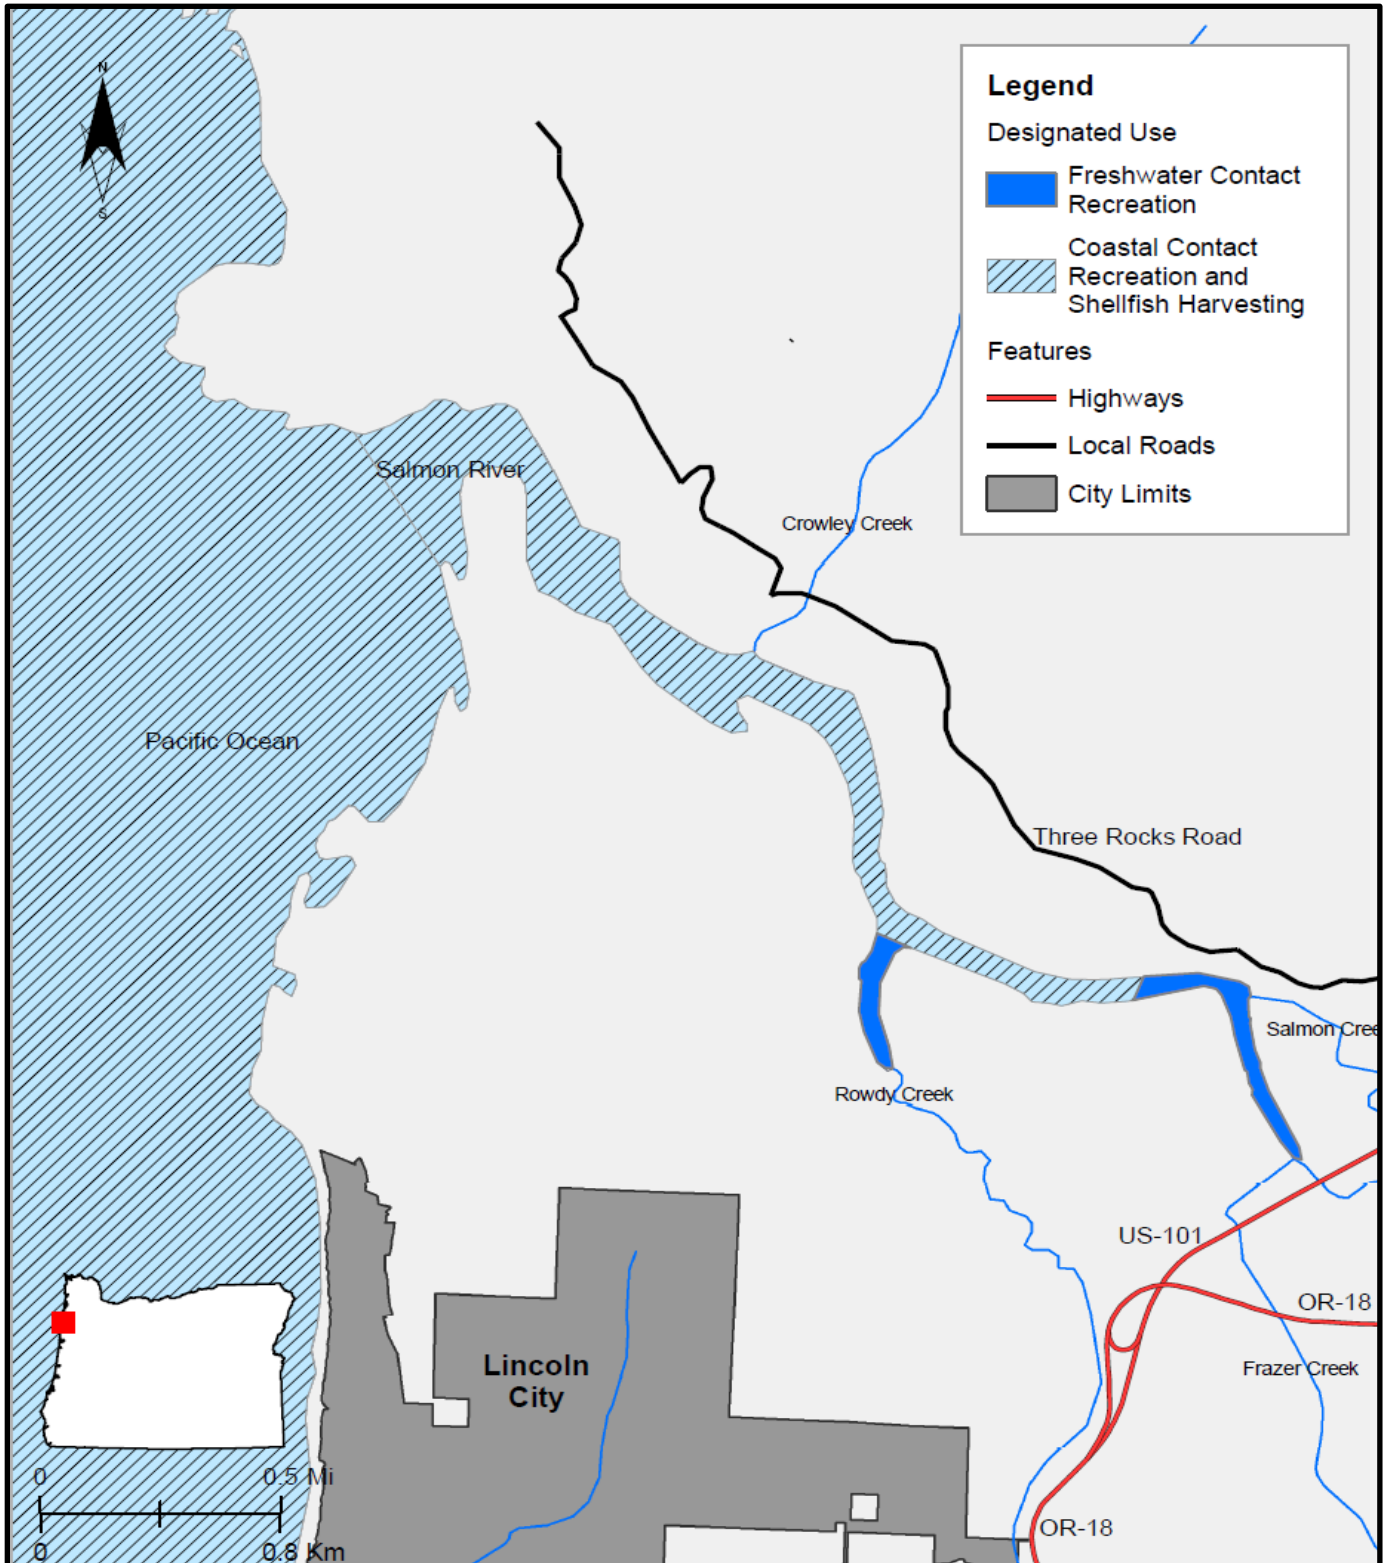 N
S
Legend
Designated Use
Freshwater Contact
Recreation
Coastal Contact
Recreation and
Shellfish Harvesting
Features
Highways
Local Roads
City Limits
Salmon River
Crowley Creek
Pacific Ocean
Three Rocks Road
Salmon Cree
Rowdy Creek
US-101
OR-18
Frazer Creek
Lincoln
City
0
0.5 Mi
OR-18
0
0.8 Km